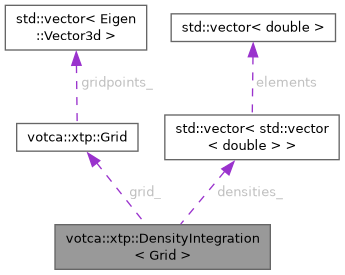 std::vector< Eigen
::Vector3d >
std::vector< double >
gridpoints_
elements
votca::xtp::Grid
std::vector< std::vector
< double > >
grid_
densities_
votca::xtp::DensityIntegration
< Grid >